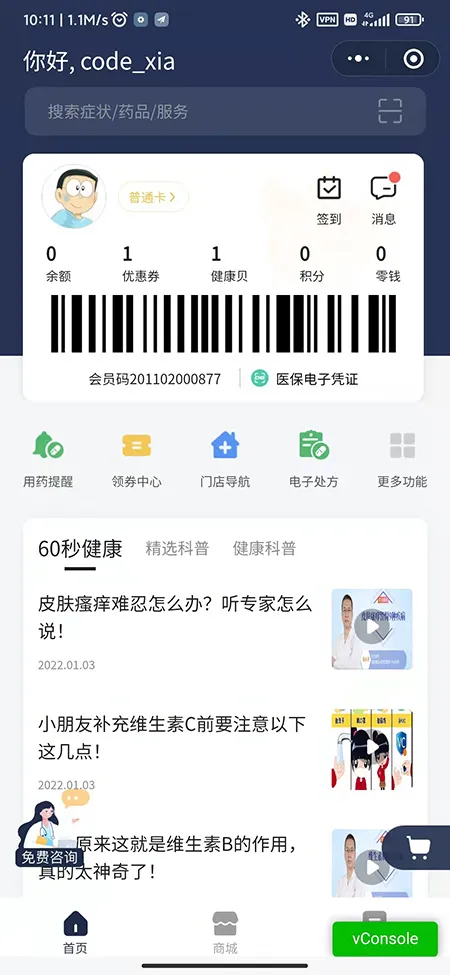 10:11 | 1.1M/s
VPN
HD
4G
91
你好, code_xia
搜索症状/药品/服务
普通卡
签到
消息
0
1
1
0
0
余额
优惠券
健康贝
积分
零钱
会员码201102000877
医保电子凭证
用药提醒
领券中心
门店导航
电子处方
更多功能
60秒健康
精选科普
健康科普
皮肤瘙痒难忍怎么办？听专家怎么
说！
2022.01.03
小朋友补充维生素C前要注意以下
这几点！
2022.01.03
原来这就是维生素B的作用，
真的太神奇了！
免费咨询
首页
商城
vConsole